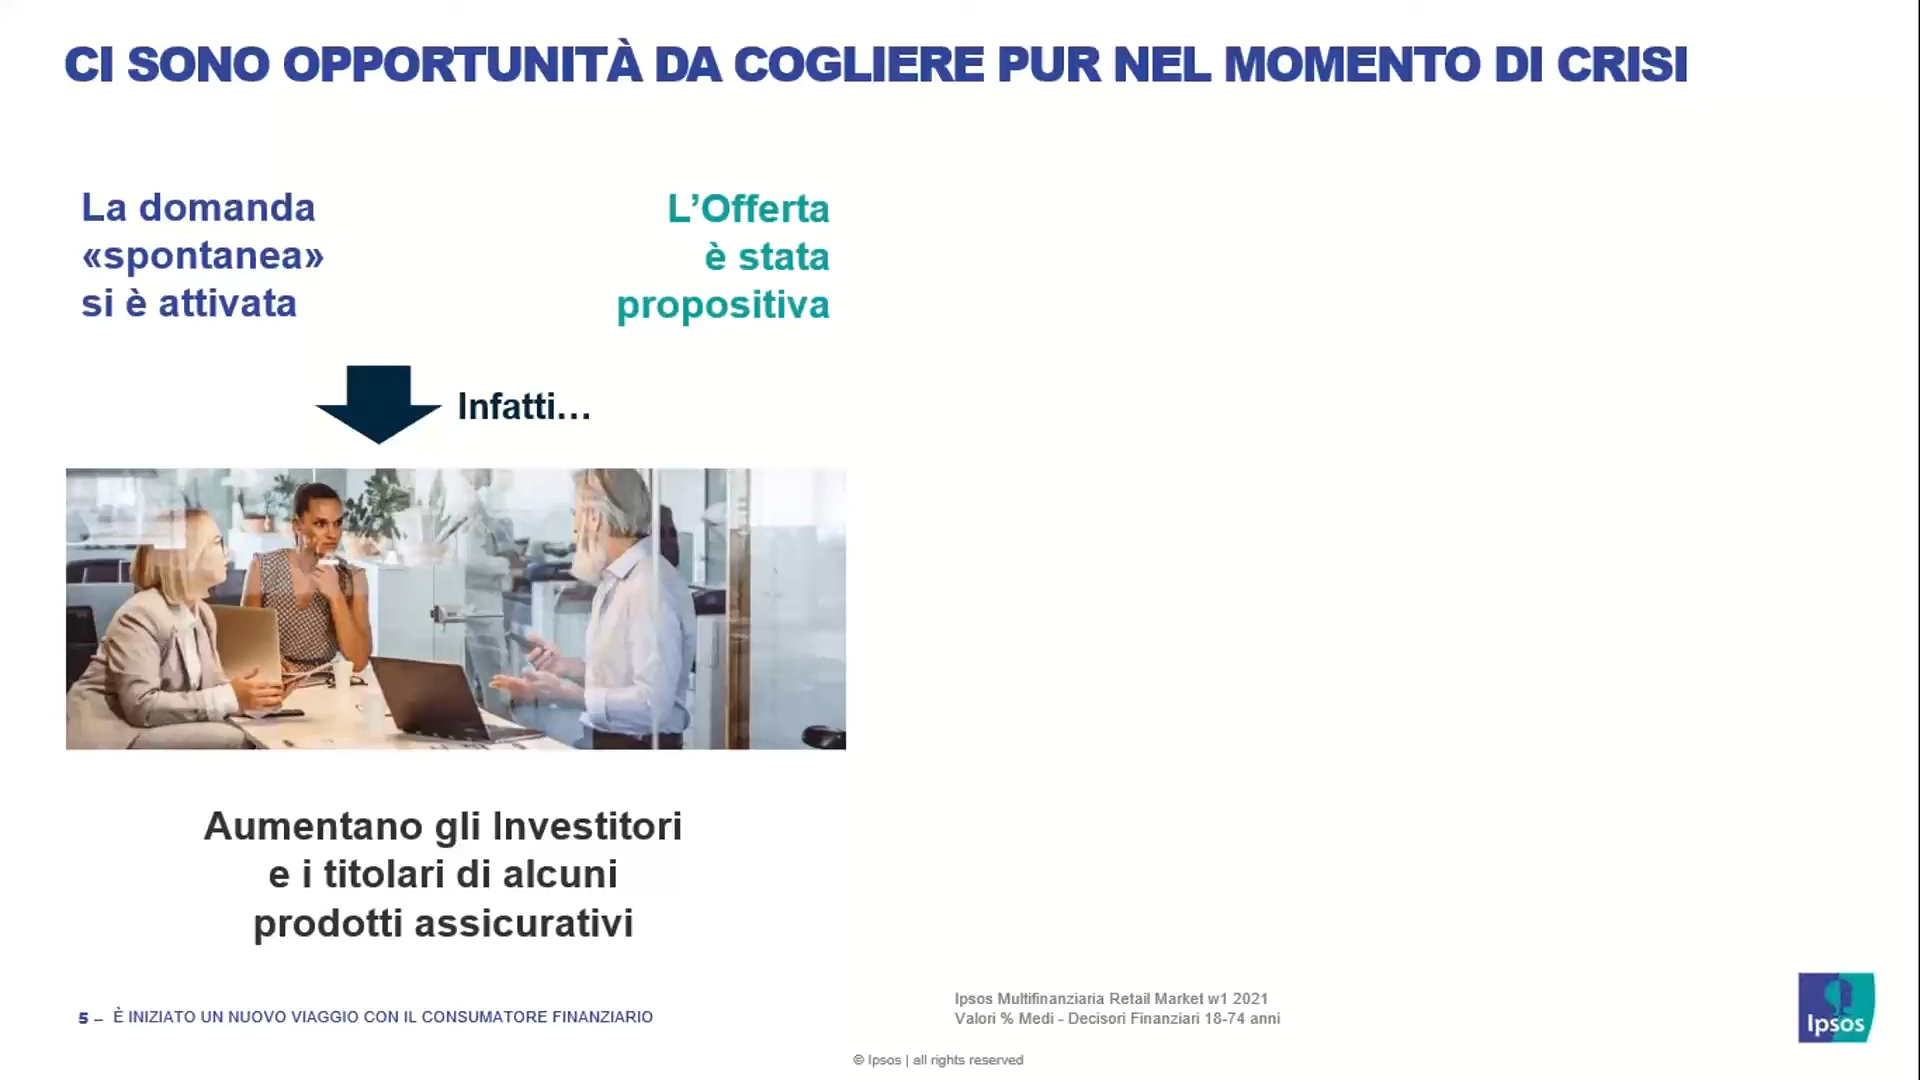 CI SONO OPPORTUNITÀ DA COGLIERE PUR NEL MOMENTO DI CRISI
La domanda
«spontanea»
si è attivata
L’Offerta
è stata
propositiva
Infatti…
Aumentano gli Investitori
e i titolari di alcuni
prodotti assicurativi
5 – È INIZIATO UN NUOVO VIAGGIO CON IL CONSUMATORE FINANZIARIO
Ipsos Multifinanziaria Retail Market w1 2021
Valori % Medi - Decisori Finanziari 18-74 anni
Ipsos
© Ipsos | all rights reserved